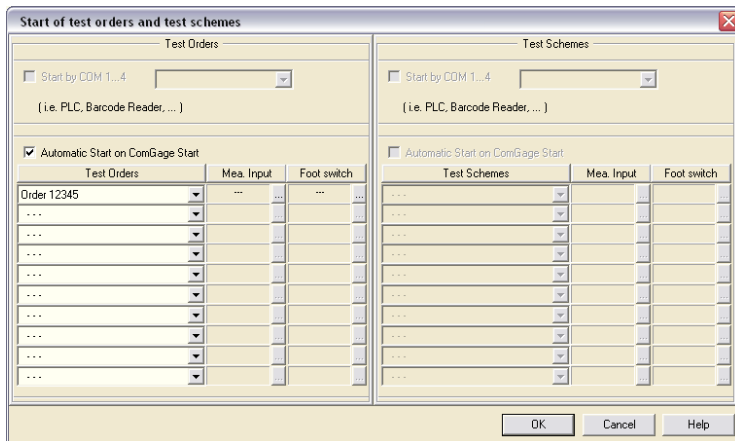 Start of test orders and test schemes
Test Orders
Start by COM 1...4
( i.e. PLC, Barcode Reader, ... )
Automatic Start on ComGage Start
Test Orders Mea. Input Foot switch
Order 12345 --- ... --- ...
- - - ... ...
- - - ... ...
- - - ... ...
- - - ... ...
- - - ... ...
- - - ... ...
- - - ... ...
- - - ... ...
- - - ... ...
Test Schemes
Start by COM 1...4
( i.e. PLC, Barcode Reader, ... )
Automatic Start on ComGage Start
Test Schemes Mea. Input Foot switch
- - - ... ...
- - - ... ...
- - - ... ...
- - - ... ...
- - - ... ...
- - - ... ...
- - - ... ...
- - - ... ...
- - - ... ...
- - - ... ...
OK Cancel Help